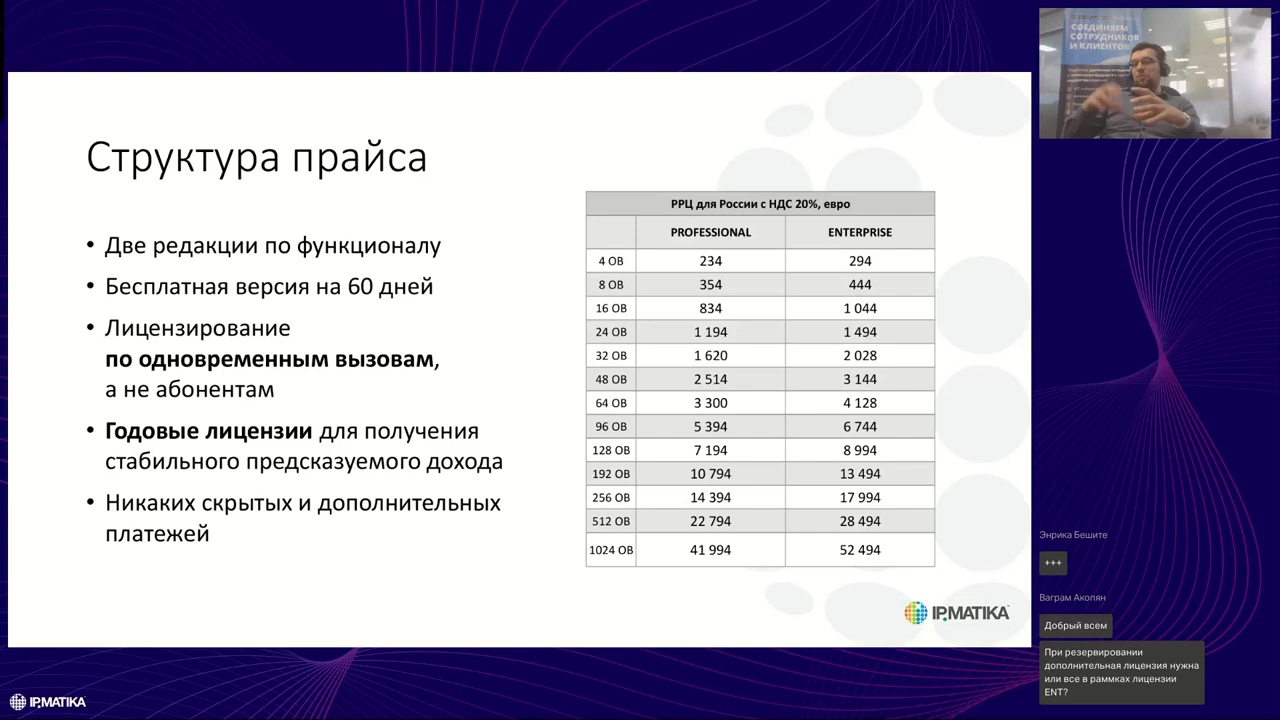 СОЕДИНЯЕМ
СОТРУДНИКОВ
И КЛИЕНТОВ
Структура прайса
• Две редакции по функционалу
• Бесплатная версия на 60 дней
• Лицензирование
по одновременным вызовам,
а не абонентам
• Годовые лицензии для получения
стабильного предсказуемого дохода
• Никаких скрытых и дополнительных
платежей
РРЦ для России с НДС 20%, евро
PROFESSIONAL ENTERPRISE
4 ОВ 234 294
8 ОВ 354 444
16 ОВ 834 1 044
24 ОВ 1 194 1 494
32 ОВ 1 620 2 028
48 ОВ 2 514 3 144
64 ОВ 3 300 4 128
96 ОВ 5 394 6 744
128 ОВ 7 194 8 994
192 ОВ 10 794 13 494
256 ОВ 14 394 17 994
512 ОВ 22 794 28 494
1024 ОВ 41 994 52 494
IPMATIKA
Энрика Бешите
+++
Ваграм Акопян
Добрый всем
При резервировании
дополнительная лицензия нужна
или все в раммках лицензии
ENT?
IPMATIKA